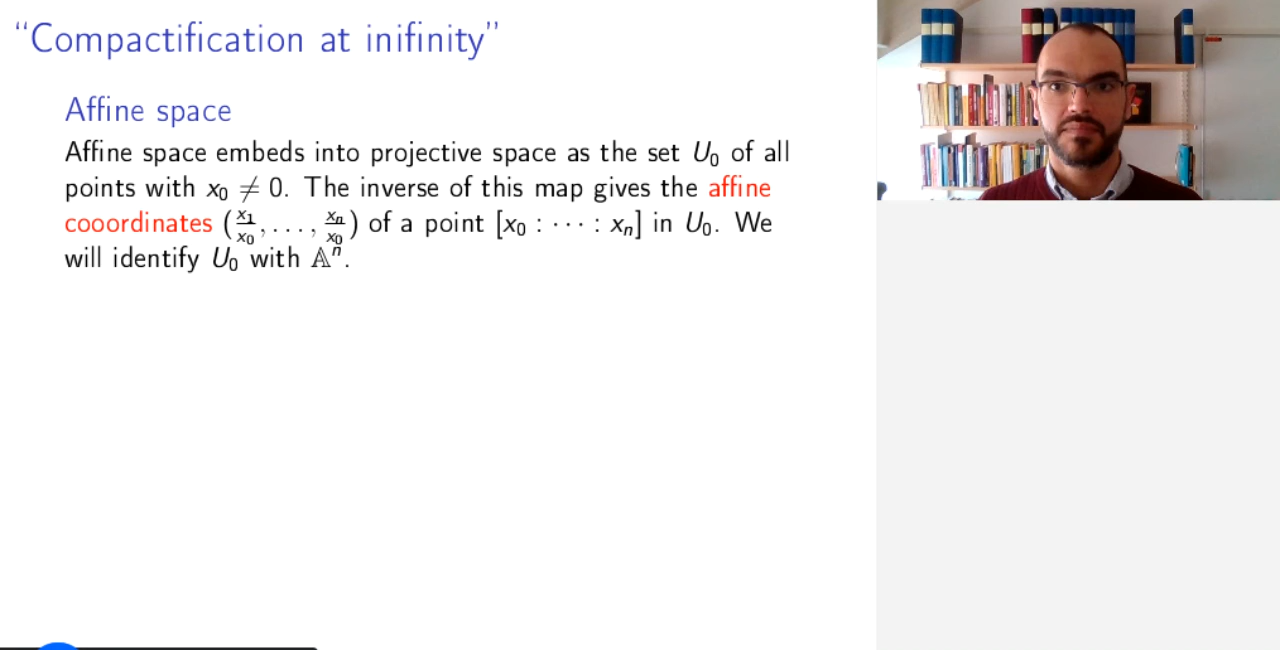 “Compactification at inifinity”
Affine space
Affine space embeds into projective space as the set U₀ of all
points with x₀ ≠ 0. The inverse of this map gives the affine
cooordinates (x₁/x₀, . . . , xₙ/x₀) of a point [x₀ : · · · : xₙ] in U₀. We
will identify U₀ with 𝔸ⁿ.